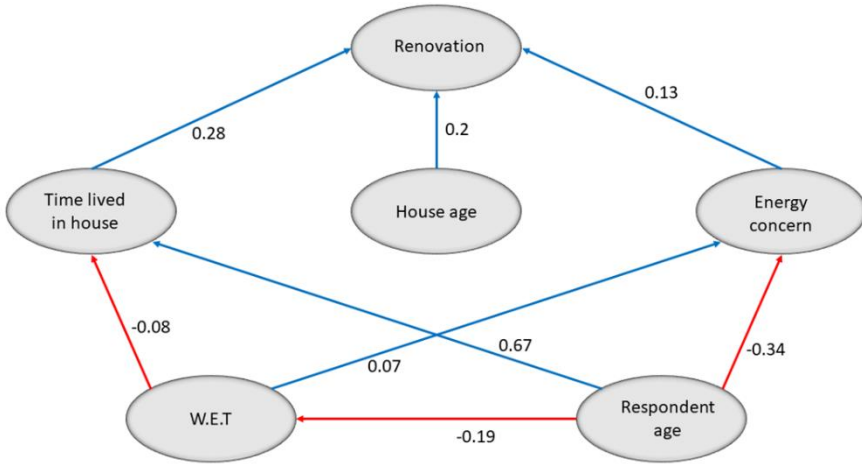 Renovation
0.28
0.2
0.13
Time lived
in house
House age
Energy
concern
-0.08
0.07
0.67
-0.34
W.E.T
-0.19
Respondent
age